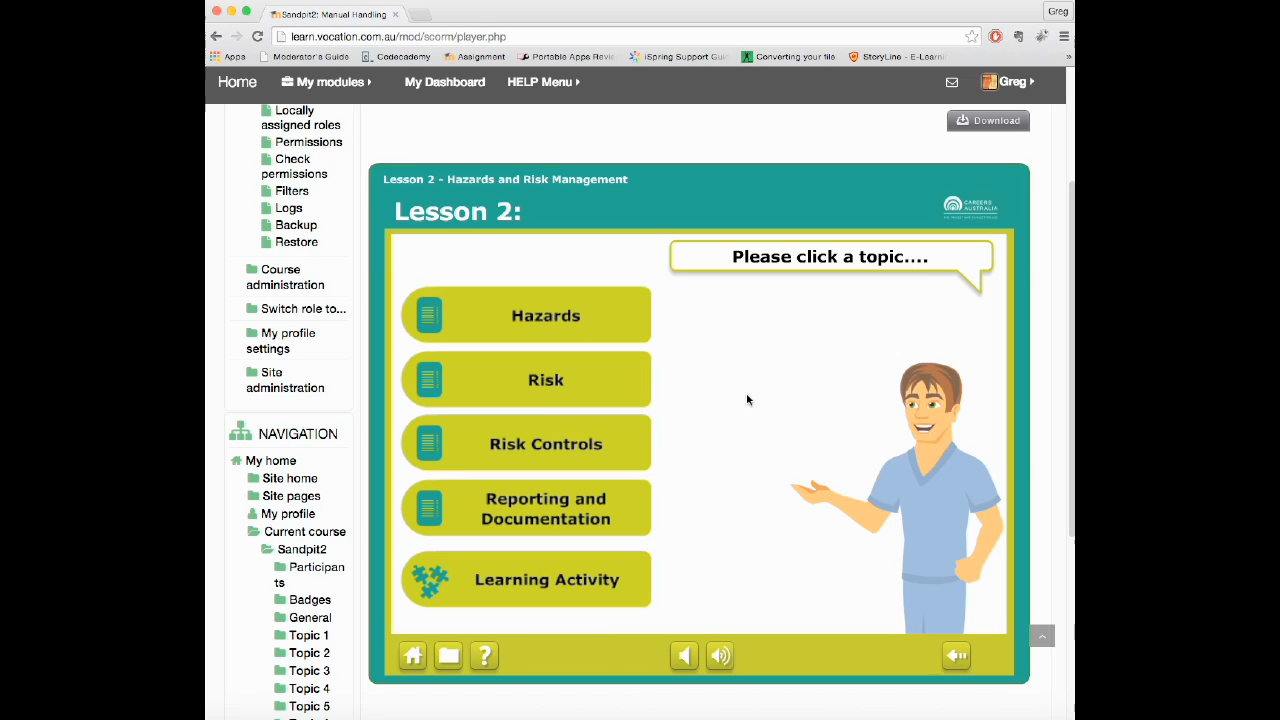 Sandpit2: Manual Handling
Greg
learn.vocation.com.au/mod/scorm/player.php
Apps
Moderator's Guide
Codecademy
Assignment
Portable Apps Revie
iSpring Support Gui
Converting your file
StoryLine - E-Learni
»
Home
My modules
My Dashboard
HELP Menu
Greg
Locally
assigned roles
Permissions
Check
permissions
Filters
Logs
Backup
Restore
Course
administration
Switch role to...
My profile
settings
Site
administration
NAVIGATION
My home
Site home
Site pages
My profile
Current course
Sandpit2
Participan
ts
Badges
General
Topic 1
Topic 2
Topic 3
Topic 4
Topic 5
Download
Lesson 2 - Hazards and Risk Management
Lesson 2:
CAREERS
AUSTRALIA
Please click a topic....
Hazards
Risk
Risk Controls
Reporting and
Documentation
Learning Activity
?